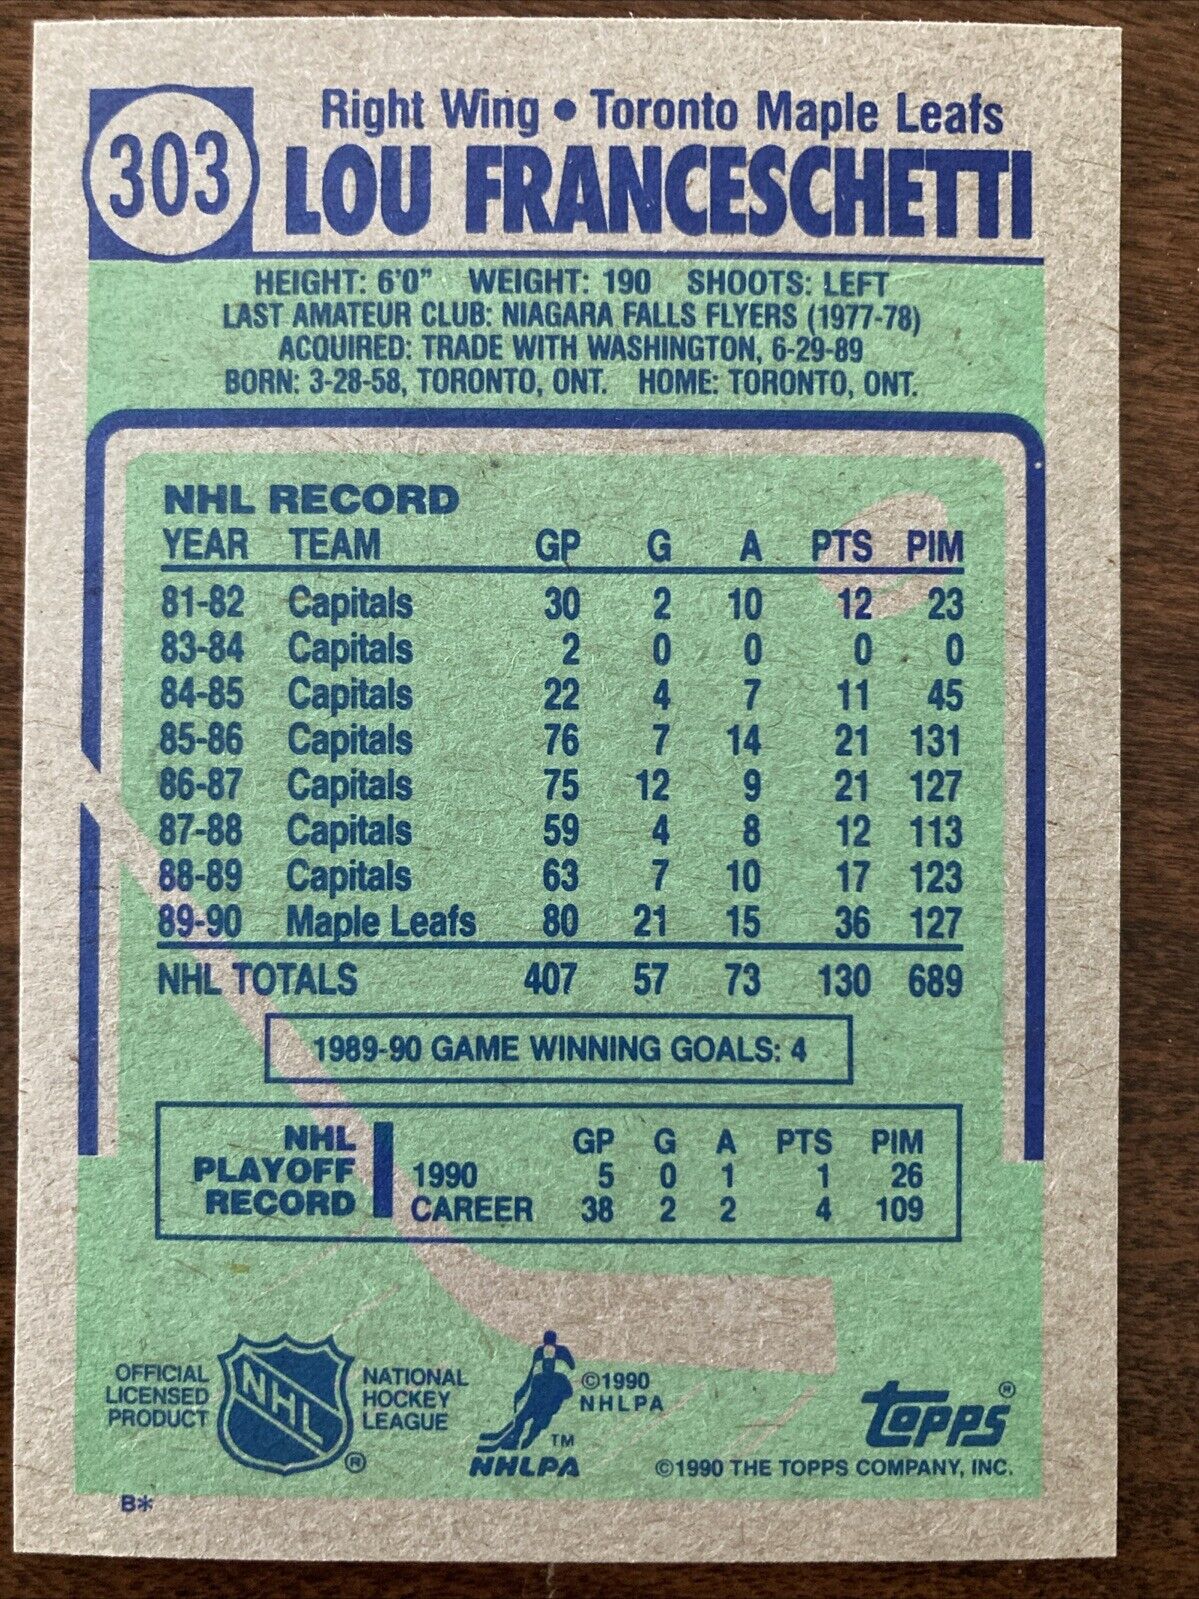 303
Right Wing • Toronto Maple Leafs
LOU FRANCESCHETTI
HEIGHT: 6'0" WEIGHT: 190 SHOOTS: LEFT
LAST AMATEUR CLUB: NIAGARA FALLS FLYERS (1977-78)
ACQUIRED: TRADE WITH WASHINGTON, 6-29-89
BORN: 3-28-58, TORONTO, ONT. HOME: TORONTO, ONT.
NHL RECORD
YEAR TEAM GP G A PTS PIM
81-82 Capitals 30 2 10 12 23
83-84 Capitals 2 0 0 0 0
84-85 Capitals 22 4 7 11 45
85-86 Capitals 76 7 14 21 131
86-87 Capitals 75 12 9 21 127
87-88 Capitals 59 4 8 12 113
88-89 Capitals 63 7 10 17 123
89-90 Maple Leafs 80 21 15 36 127
NHL TOTALS 407 57 73 130 689
1989-90 GAME WINNING GOALS: 4
NHL PLAYOFF RECORD
GP G A PTS PIM
1990 5 0 1 1 26
CAREER 38 2 2 4 109
OFFICIAL
LICENSED
PRODUCT
NHL
®
NATIONAL
HOCKEY
LEAGUE
TM
NHLPA
©1990
NHLPA
topps®
©1990 THE TOPPS COMPANY, INC.
B*